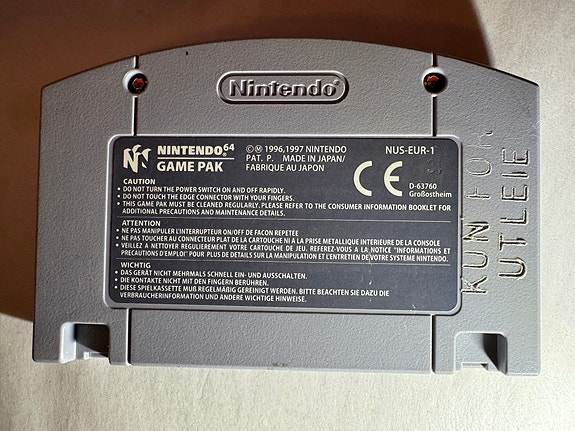 Nintendo®
NINTENDO 64
GAME PAK
©Ⓜ 1996,1997 NINTENDO
PAT. P. MADE IN JAPAN/
FABRIQUE AU JAPON
NUS-EUR-1
CE
D-63760
Großostheim
CAUTION
• DO NOT TURN THE POWER SWITCH ON AND OFF RAPIDLY.
• DO NOT TOUCH THE EDGE CONNECTOR WITH YOUR FINGERS.
• THIS GAME PAK MUST BE CLEANED REGULARLY. PLEASE REFER TO THE CONSUMER INFORMATION BOOKLET FOR
ADDITIONAL PRECAUTIONS AND MAINTENANCE DETAILS.
ATTENTION
• NE PAS MANIPULER L'INTERRUPTEUR ON/OFF DE FACON REPETEE
• NE PAS TOUCHER AU CONNECTEUR PLAT DE LA CARTOUCHE NI A LA PRISE METALLIQUE INTERIEURE DE LA CONSOLE
• VEILLEZ À NETTOYER REGULIEREMENT VOTRE CARTOUCHE DE JEU. REFEREZ-VOUS A LA NOTICE "INFORMATIONS ET
PRECAUTIONS D'EMPLOI" POUR PLUS DE DETAILS SUR LA MANIPULATION ET L'ENTRETIEN DE VOTRE SYSTEME NINTENDO.
WICHTIG
• DAS GERÄT NICHT MEHRMALS SCHNELL EIN- UND AUSSCHALTEN.
• DIE KONTAKTE NICHT MIT DEN FINGERN BERÜHREN.
• DIESE SPIELKASSETTE MUß REGELMÄßIG GEREINIGT WERDEN. BITTE BEACHTEN SIE DAZU DIE
VERBRAUCHERINFORMATION UND ANDERE WICHTIGE HINWEISE.
KUN FOR
UTLEIE